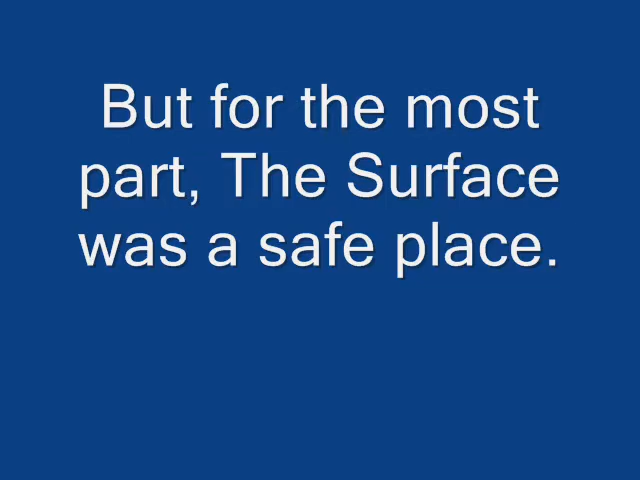 But for the most
part, The Surface
was a safe place.